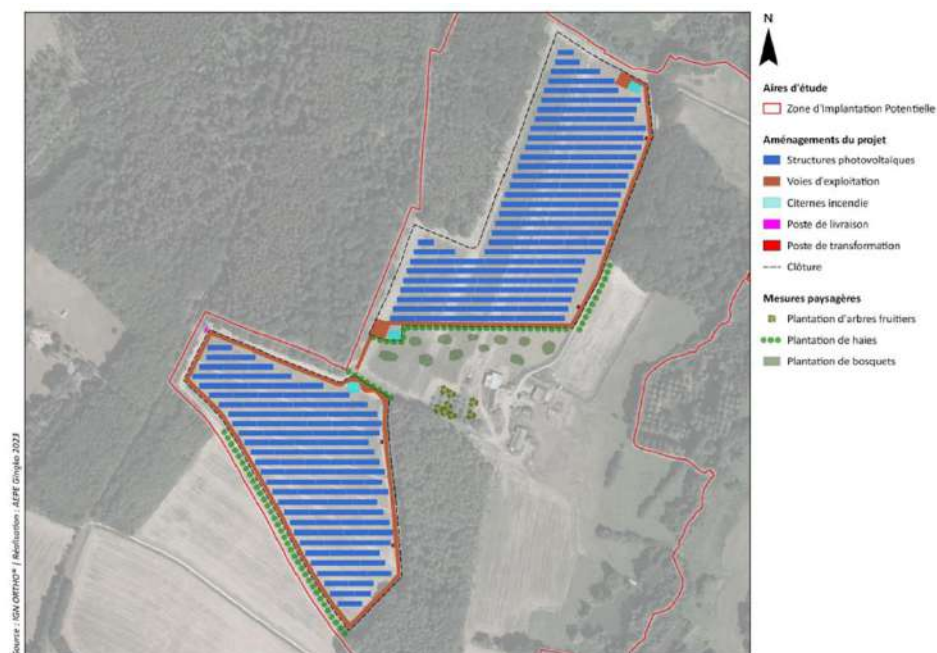 N
Aires d'étude
Zone d'Implantation Potentielle
Aménagements du projet
Structures photovoltaïques
Voies d'exploitation
Citernes incendie
Poste de livraison
Poste de transformation
Clôture
Mesures paysagères
Plantation d'arbres fruitiers
Plantation de haies
Plantation de bosquets
Source : IGN ORTHO® | Réalisation : AEPE Gingko 2023